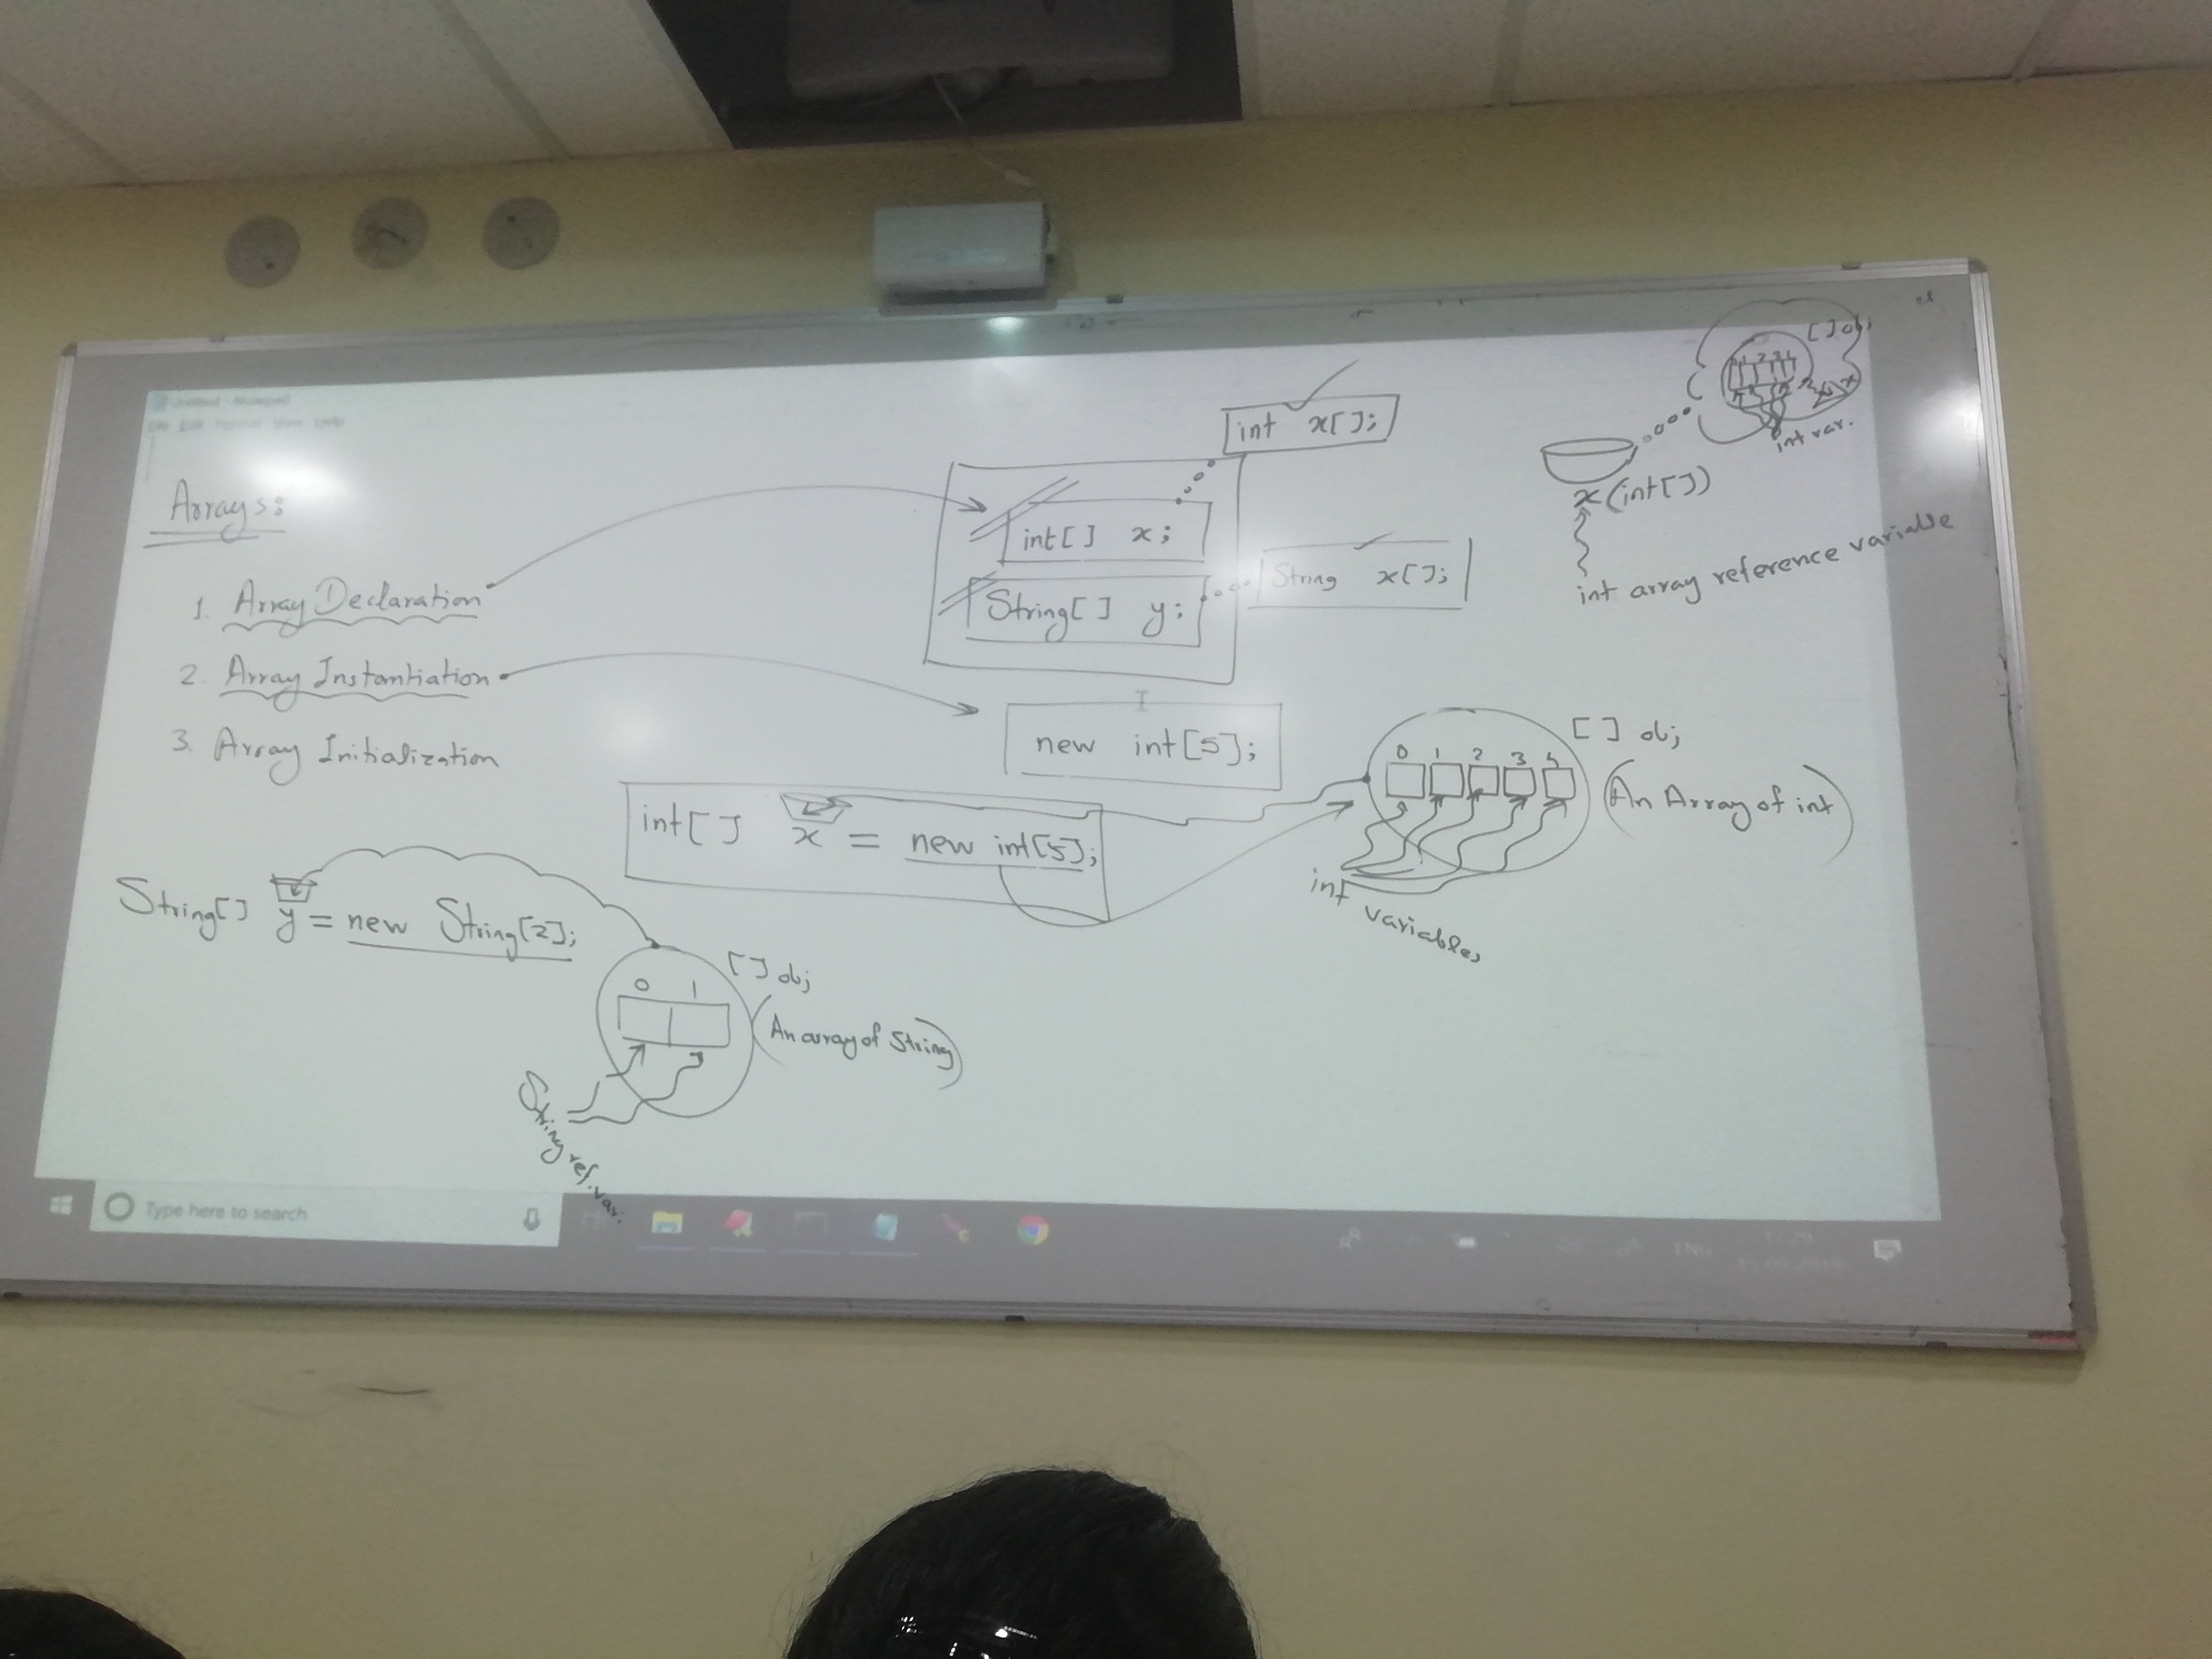 Untitled - Notepad
File Edit Format View Help
Arrays:
1. Array Declaration
2. Array Instantiation
3. Array Initialization
int x[];
int[] x;
String[] y;
String x[];
new int[5];
int[] x = new int[5];
[] obj
0 1 2 3 4
(An Array of int)
int variables
String[] y = new String[2];
[] obj
0 1
(An array of String)
String ref. var.
[] obj
int var.
x (int[])
int array reference variable
Type here to search
ENG